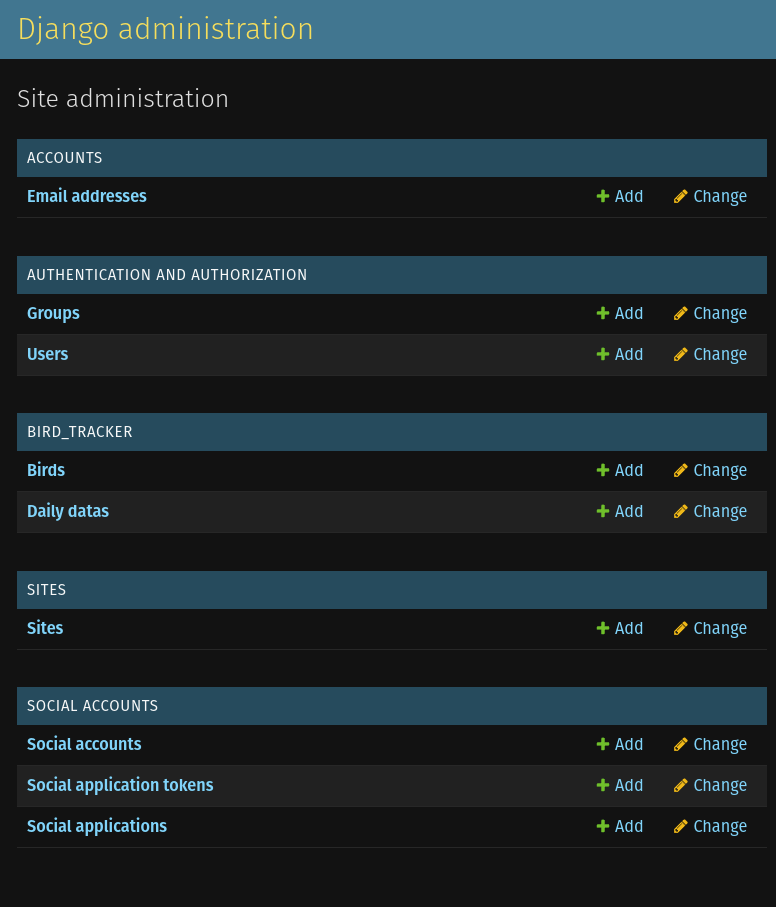 Django administration
Site administration
ACCOUNTS
Email addresses Add Change
AUTHENTICATION AND AUTHORIZATION
Groups Add Change
Users Add Change
BIRD_TRACKER
Birds Add Change
Daily datas Add Change
SITES
Sites Add Change
SOCIAL ACCOUNTS
Social accounts Add Change
Social application tokens Add Change
Social applications Add Change